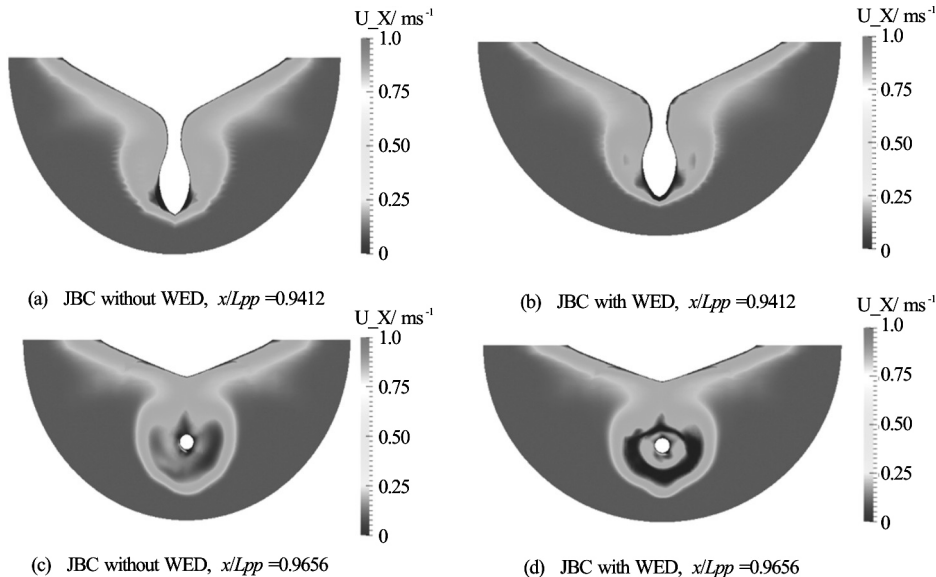 U_X/ ms⁻¹
1.0
0.75
0.50
0.25
0
(a) JBC without WED, x/Lpp =0.9412
U_X/ ms⁻¹
1.0
0.75
0.50
0.25
0
(b) JBC with WED, x/Lpp =0.9412
U_X/ ms⁻¹
1.0
0.75
0.50
0.25
0
(c) JBC without WED, x/Lpp =0.9656
U_X/ ms⁻¹
1.0
0.75
0.50
0.25
0
(d) JBC with WED, x/Lpp =0.9656